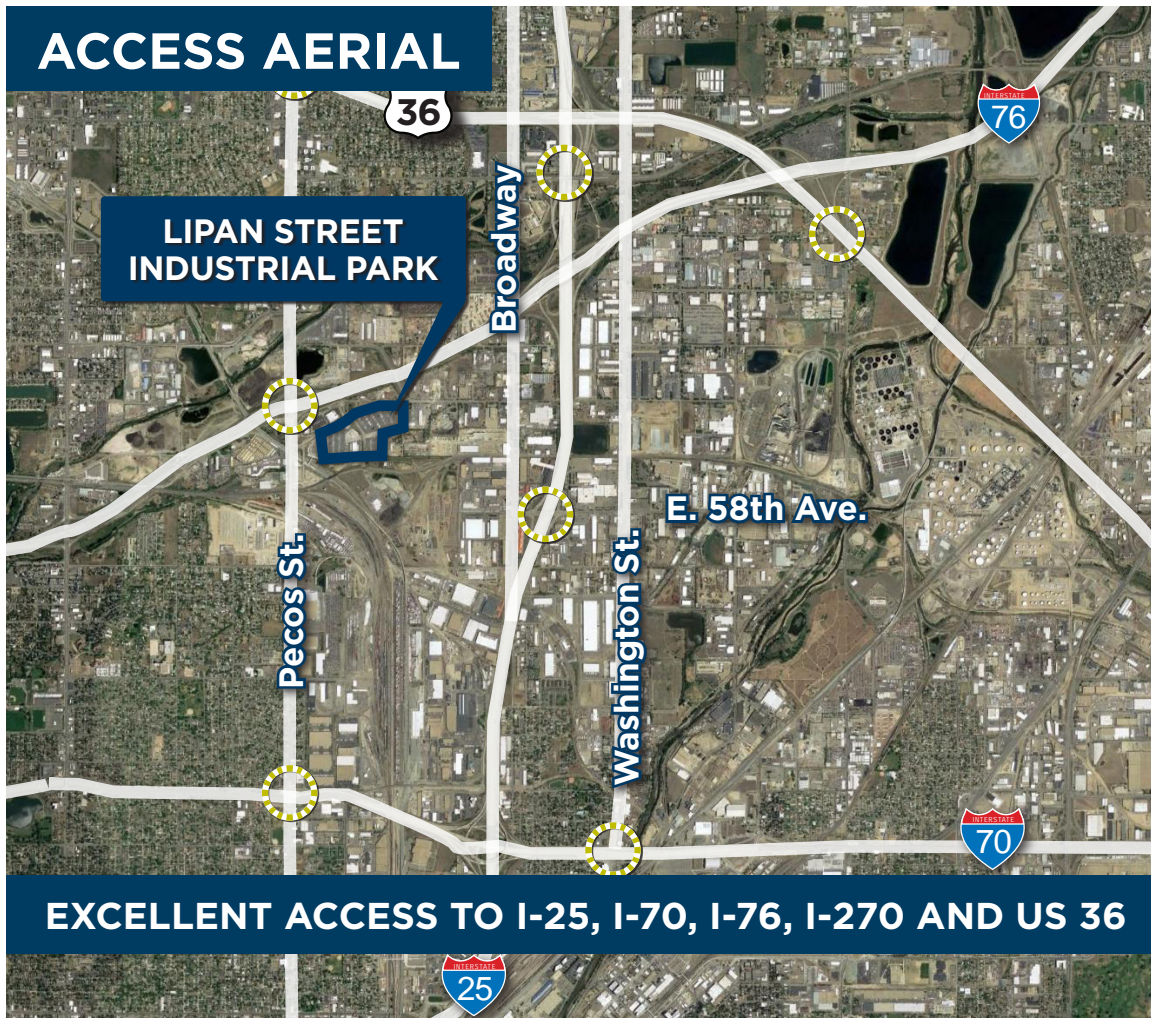 ACCESS AERIAL
36
INTERSTATE
76
LIPAN STREET
INDUSTRIAL PARK
Broadway
E. 58th Ave.
Pecos St.
Washington St.
INTERSTATE
70
EXCELLENT ACCESS TO I-25, I-70, I-76, I-270 AND US 36
INTERSTATE
25